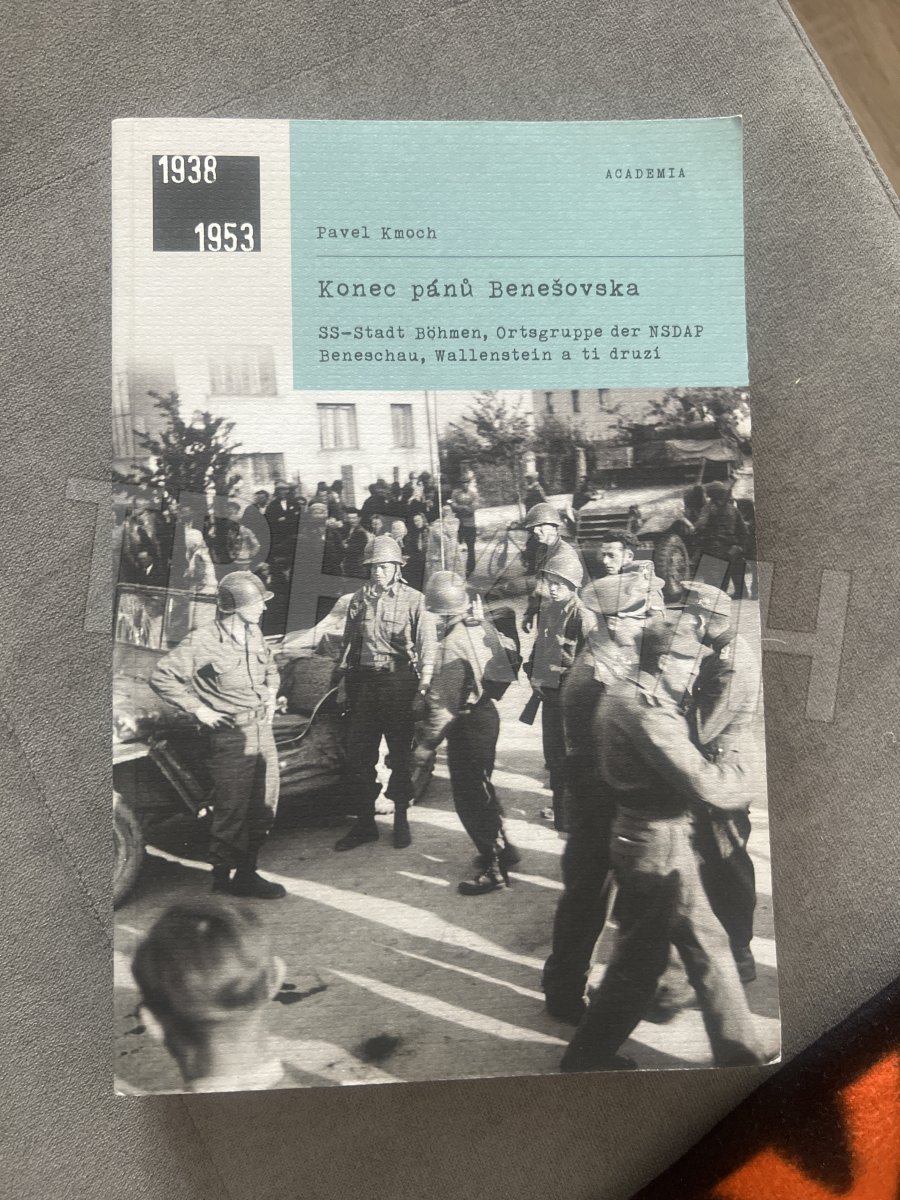 1938
1953
ACADEMIA
Pavel Kmoch
Konec pánů Benešovska
SS-Stadt Böhmen, Ortsgruppe der NSDAP
Beneschau, Wallenstein a ti druzí